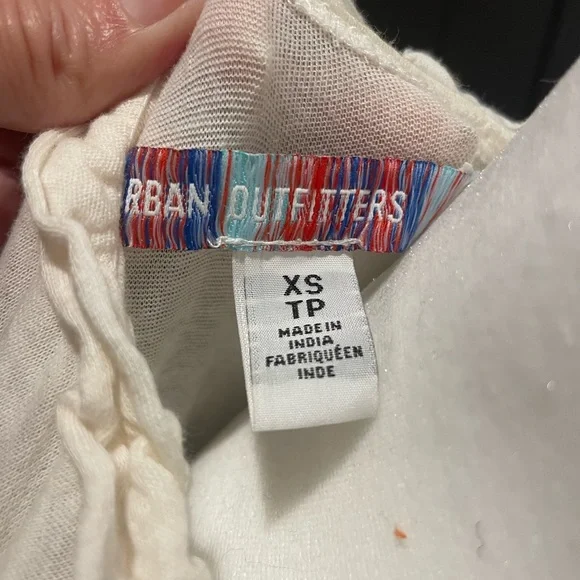 RBAN OUTFITTERS
XS
TP
MADE IN
INDIA
FABRIQUÉEN
INDE